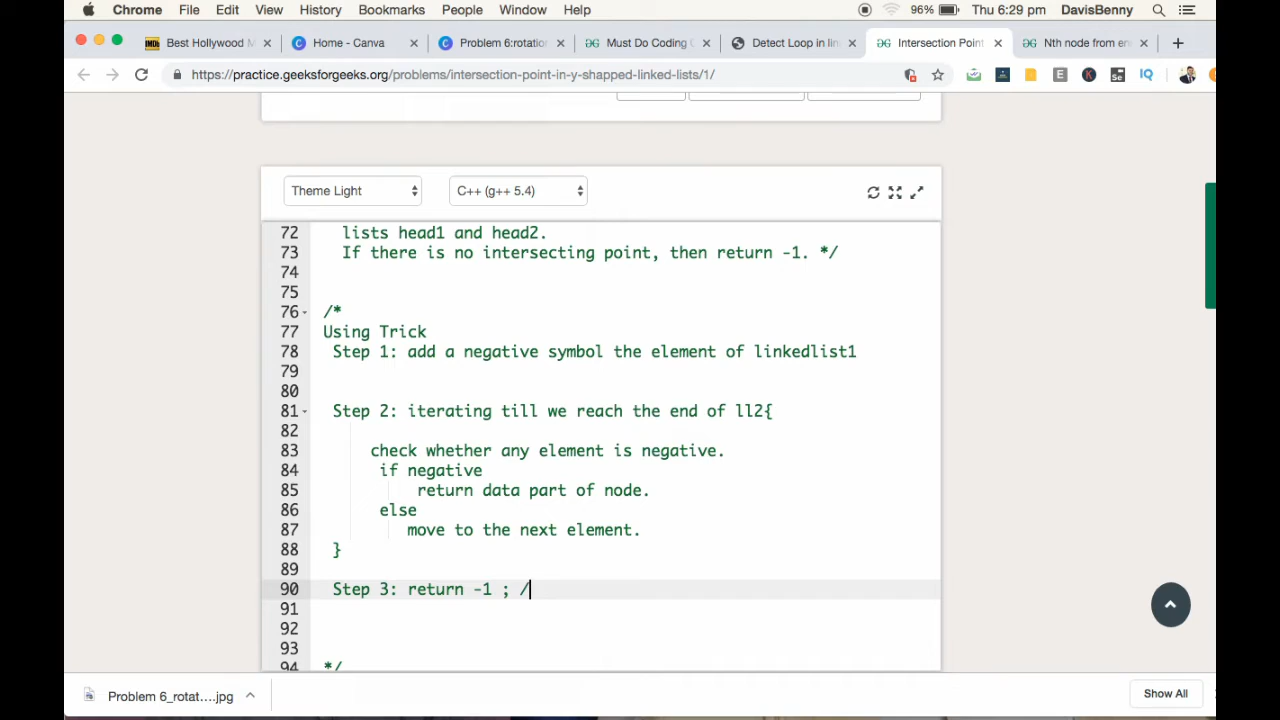 Chrome File Edit View History Bookmarks People Window Help 96% Thu 6:29 pm DavisBenny
Best Hollywood M Home - Canva Problem 6:rotatio Must Do Coding Detect Loop in lin Intersection Point Nth node from en
https://practice.geeksforgeeks.org/problems/intersection-point-in-y-shapped-linked-lists/1/
E K Se IQ
Theme Light C++ (g++ 5.4)
72 lists head1 and head2.
73 If there is no intersecting point, then return -1. */
74
75
76 /*
77 Using Trick
78 Step 1: add a negative symbol the element of linkedlist1
79
80
81 Step 2: iterating till we reach the end of ll2{
82
83 check whether any element is negative.
84 if negative
85 return data part of node.
86 else
87 move to the next element.
88 }
89
90 Step 3: return -1 ; /
91
92
93
94 */
Problem 6_rotat....jpg Show All